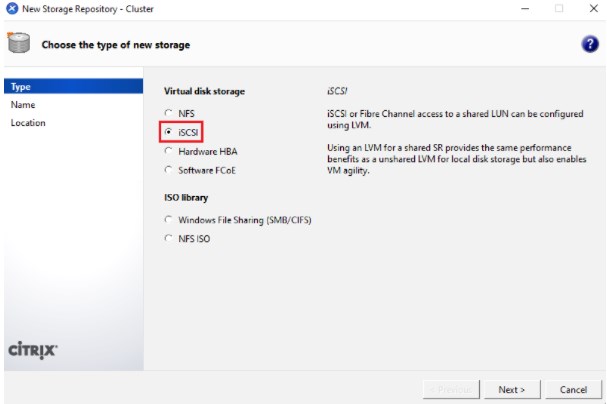 New Storage Repository - Cluster
Choose the type of new storage
?
Type
Name
Location
Virtual disk storage
NFS
iSCSI
Hardware HBA
Software FCoE
ISO library
Windows File Sharing (SMB/CIFS)
NFS ISO
iSCSI
iSCSI or Fibre Channel access to a shared LUN can be configured
using LVM.
Using an LVM for a shared SR provides the same performance
benefits as a unshared LVM for local disk storage but also enables
VM agility.
CİTRIX
< Previous
Next >
Cancel